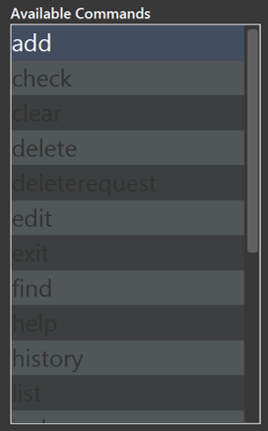 Available Commands
add
check
clear
delete
deleterequest
edit
exit
find
help
history
list